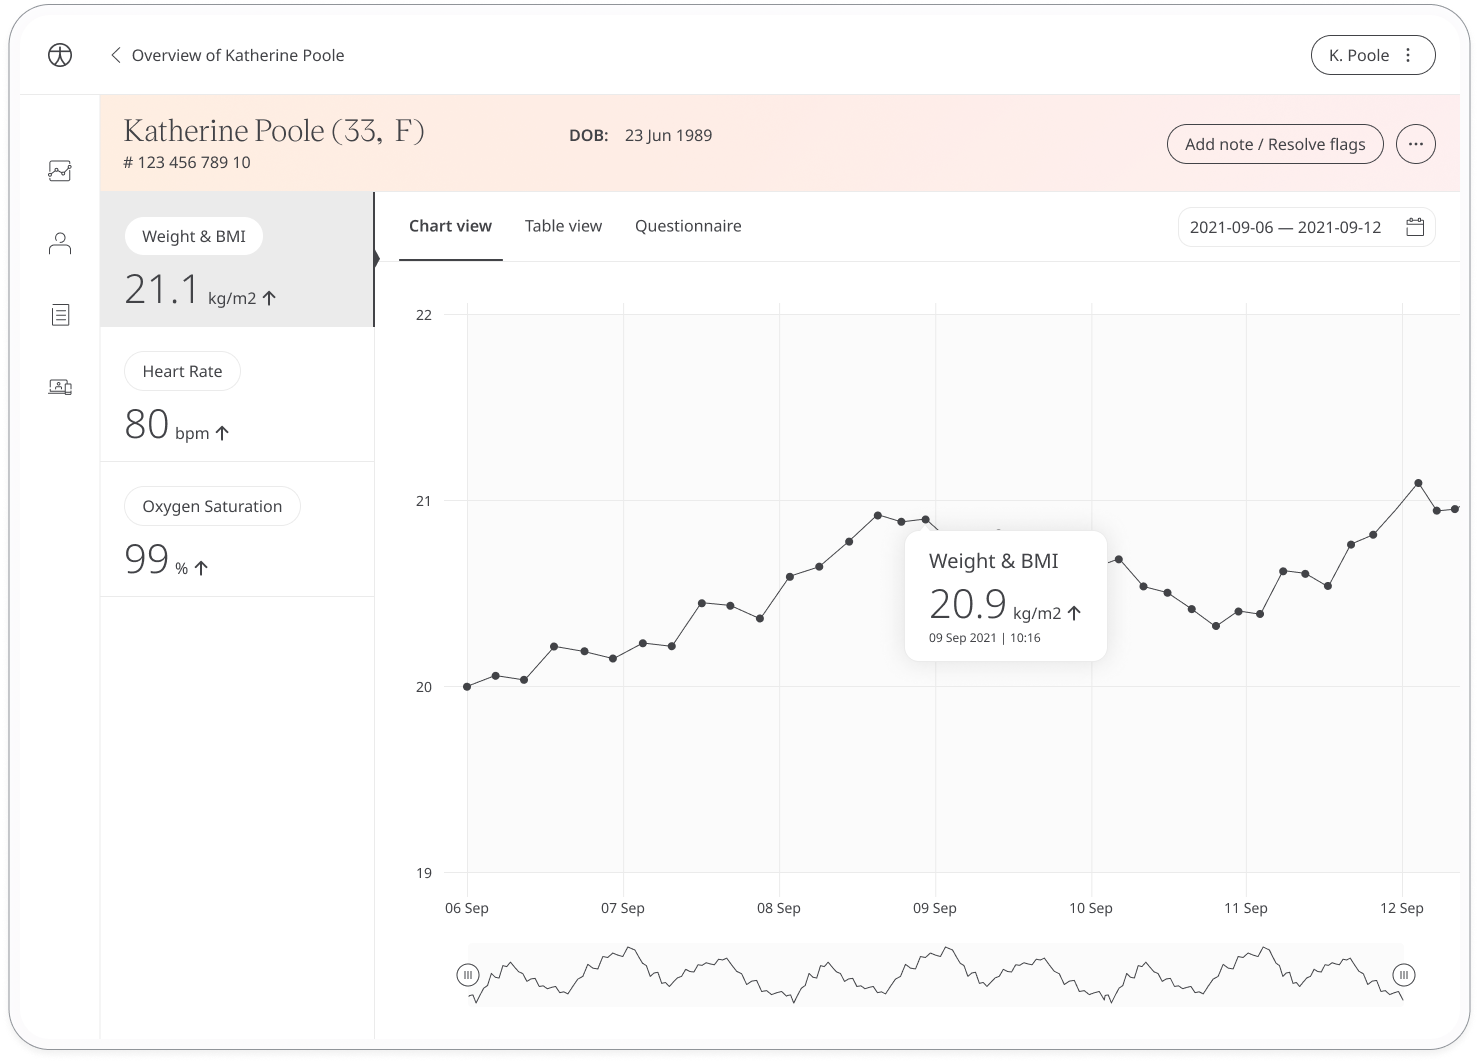 Overview of Katherine Poole
K. Poole
Katherine Poole (33, F)
# 123 456 789 10
DOB: 23 Jun 1989
Add note / Resolve flags
Weight & BMI
21.1 kg/m2
Heart Rate
80 bpm
Oxygen Saturation
99 %
Chart view
Table view
Questionnaire
2021-09-06 — 2021-09-12
22
21
20
19
Weight & BMI
20.9 kg/m2
09 Sep 2021 | 10:16
06 Sep
07 Sep
08 Sep
09 Sep
10 Sep
11 Sep
12 Sep